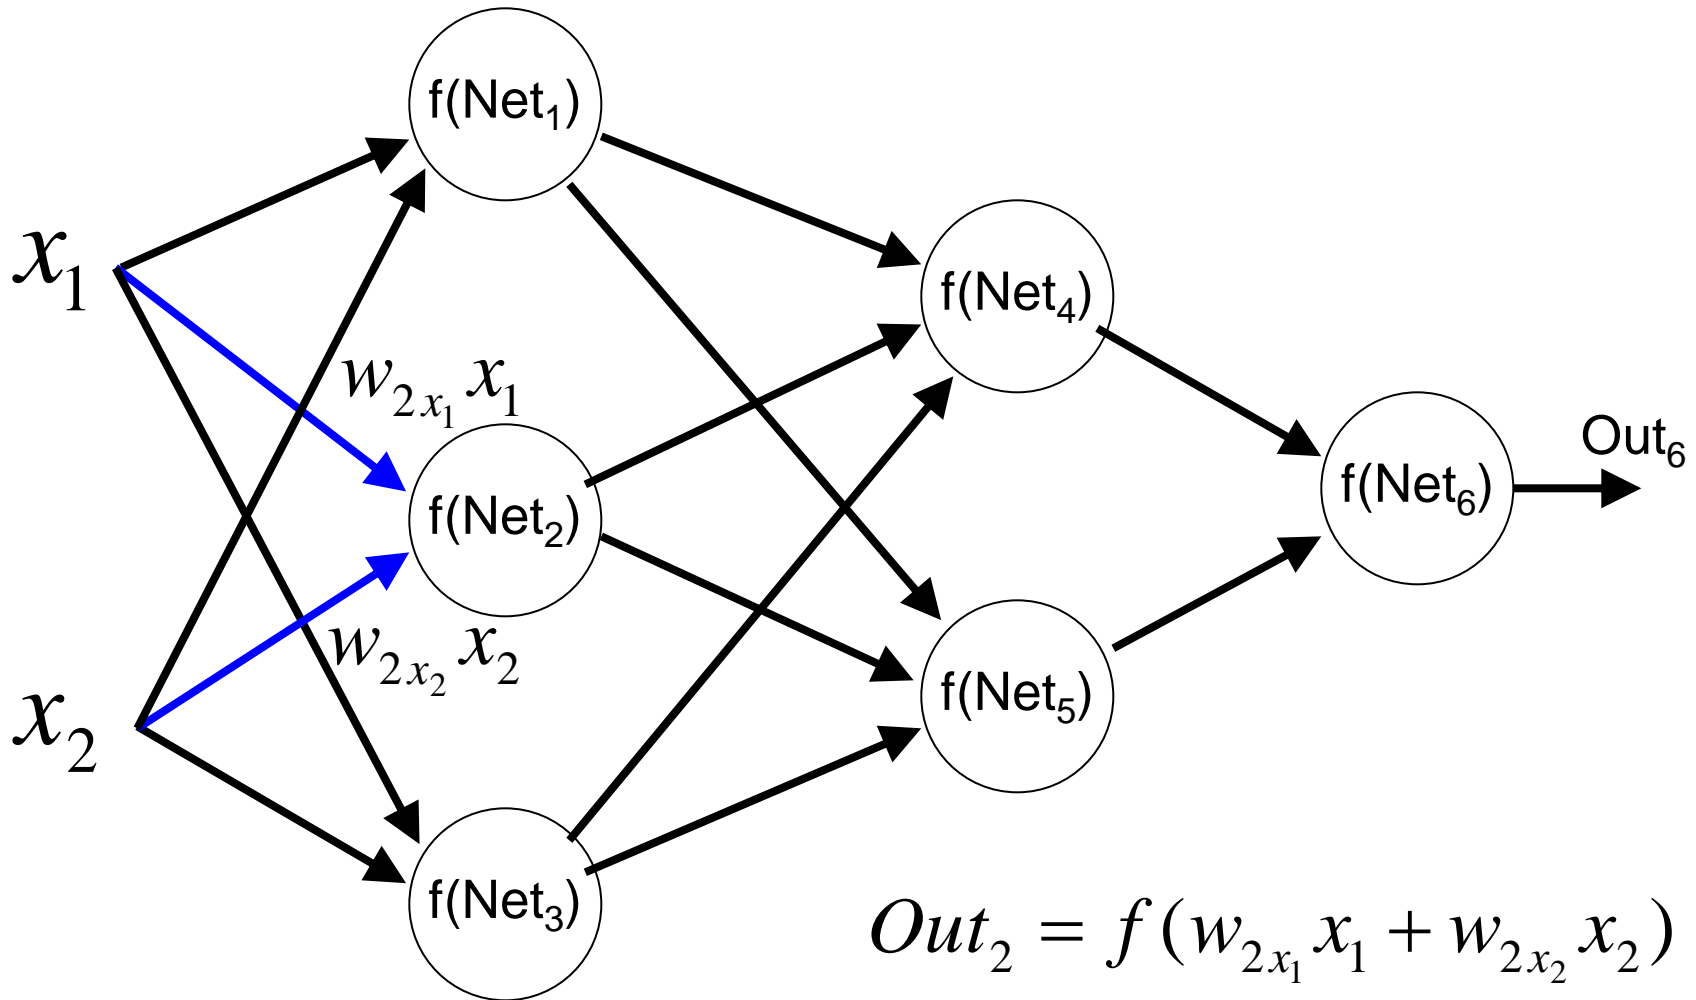 f(Net₁)
x₁
f(Net₄)
w₂ₓ₁ x₁
Out₆
f(Net₂)
f(Net₆)
w₂ₓ₂ x₂
x₂
f(Net₅)
f(Net₃)
Out₂ = f(w₂ₓ₁ x₁ + w₂ₓ₂ x₂)